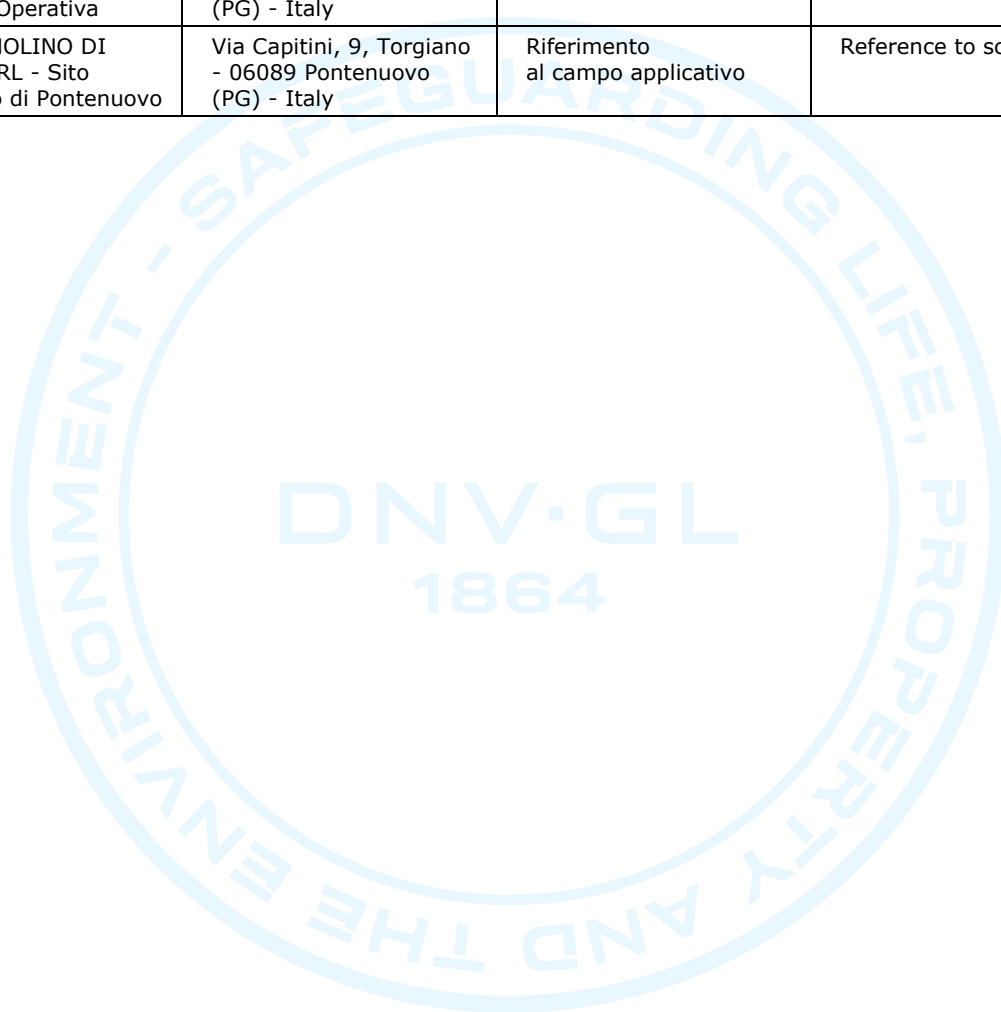 Operativa
(PG) - Italy
OLINO DI
RL - Sito
di Pontenuovo
Via Capitini, 9, Torgiano
- 06089 Pontenuovo
(PG) - Italy
Riferimento
al campo applicativo
Reference to sc
SAFEGUARDING LIFE, PROPERTY AND THE ENVIRONMENT -
DNV·GL
1864